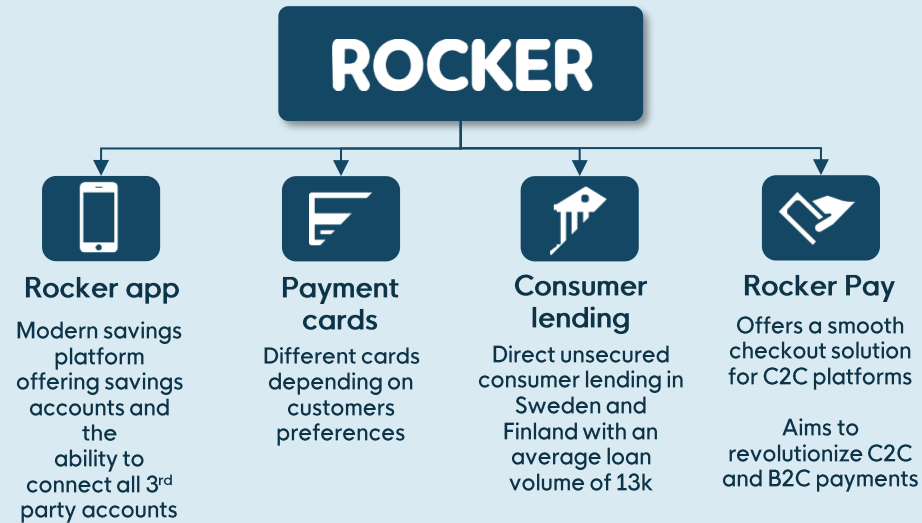 ROCKER
Rocker app
Modern savings
platform
offering savings
accounts and
the
ability to
connect all 3rd
party accounts
Payment
cards
Different cards
depending on
customers
preferences
Consumer
lending
Direct unsecured
consumer lending in
Sweden and
Finland with an
average loan
volume of 13k
Rocker Pay
Offers a smooth
checkout solution
for C2C platforms
Aims to
revolutionize C2C
and B2C payments